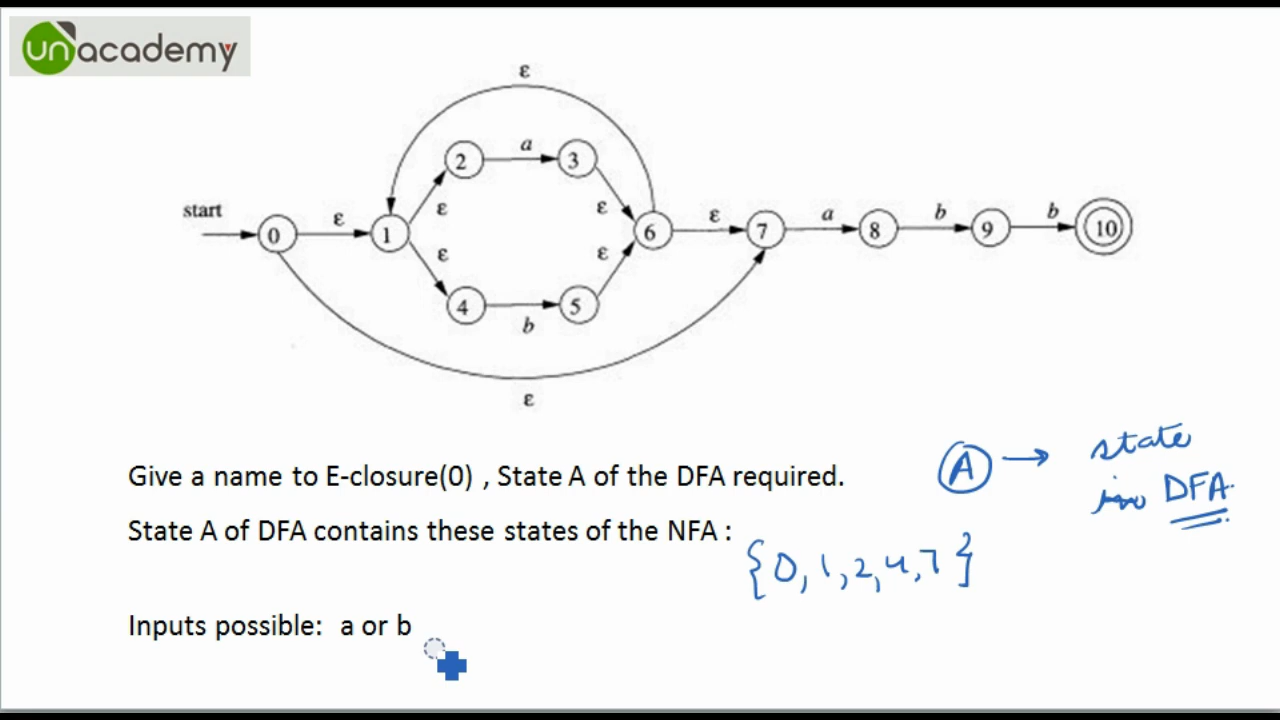 unacademy
ε
2 a 3
start
ε ε ε ε a b b
0 1 6 7 8 9 10
ε ε
4 b 5
ε
Give a name to E-closure(0) , State A of the DFA required.
A → state
in DFA
State A of DFA contains these states of the NFA :
{0, 1, 2, 4, 7}
Inputs possible: a or b